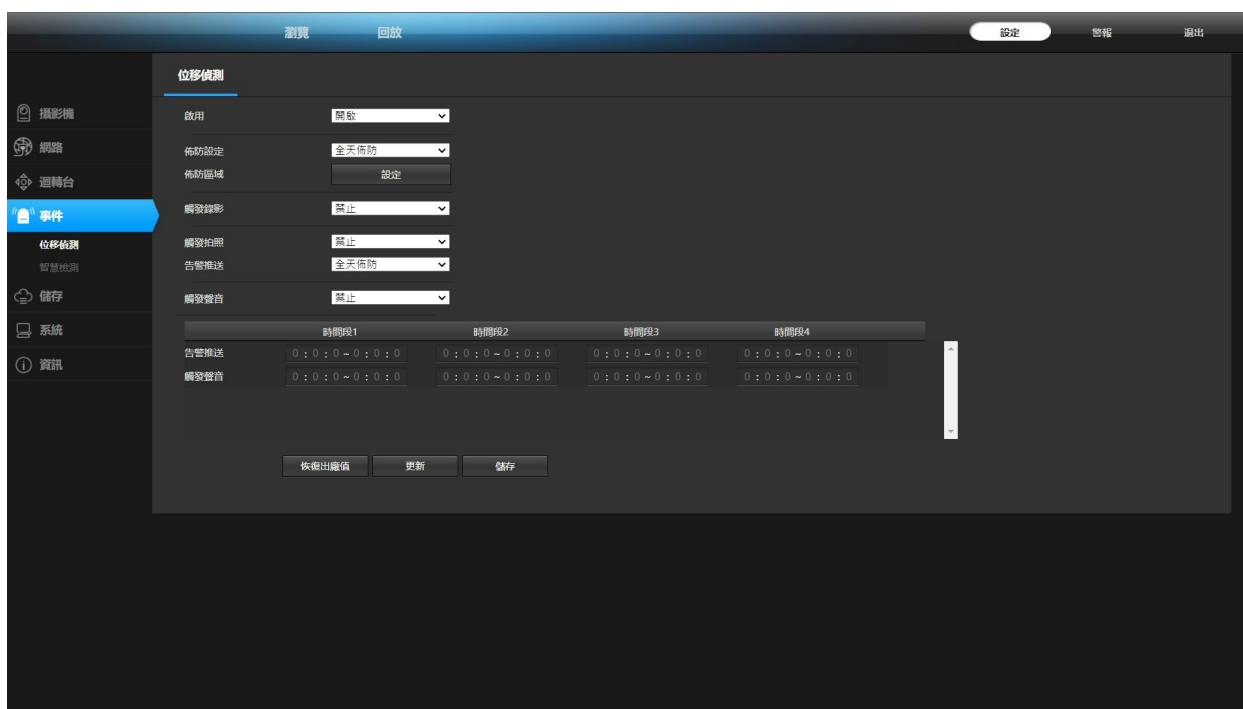 瀏覽 回放 設定 警報 退出
位移偵測
攝影機
網路
迴轉台
事件
位移偵測
智慧檢測
儲存
系統
資訊
啟用 開啟
佈防設定 全天佈防
佈防區域 設定
觸發錄影 禁止
觸發拍照 禁止
告警推送 全天佈防
觸發聲音 禁止
時間段1 時間段2 時間段3 時間段4
告警推送 0:0:0~0:0:0 0:0:0~0:0:0 0:0:0~0:0:0 0:0:0~0:0:0
觸發聲音 0:0:0~0:0:0 0:0:0~0:0:0 0:0:0~0:0:0 0:0:0~0:0:0
恢復出廠值 更新 儲存